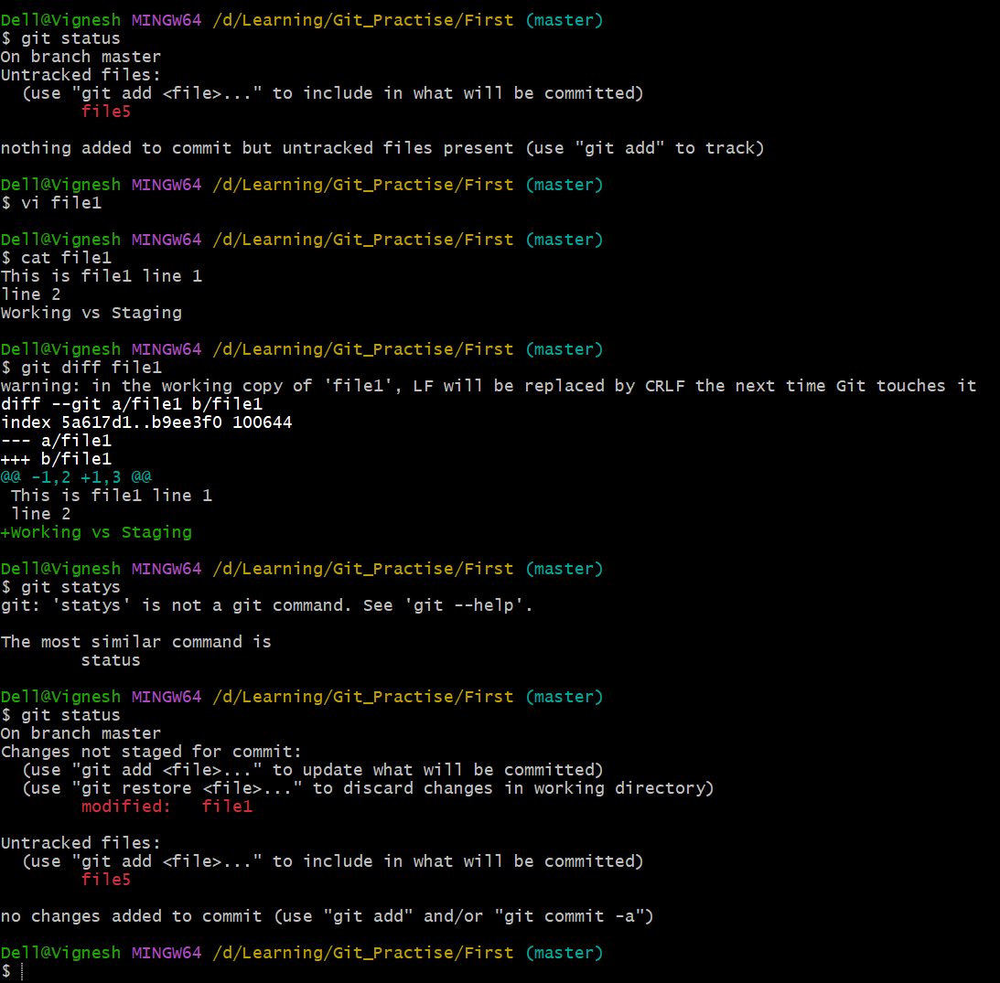 Dell@Vignesh MINGW64 /d/Learning/Git_Practise/First (master)
$ git status
On branch master
Untracked files:
  (use "git add <file>..." to include in what will be committed)
        file5

nothing added to commit but untracked files present (use "git add" to track)

Dell@Vignesh MINGW64 /d/Learning/Git_Practise/First (master)
$ vi file1

Dell@Vignesh MINGW64 /d/Learning/Git_Practise/First (master)
$ cat file1
This is file1 line 1
line 2
Working vs Staging

Dell@Vignesh MINGW64 /d/Learning/Git_Practise/First (master)
$ git diff file1
warning: in the working copy of 'file1', LF will be replaced by CRLF the next time Git touches it
diff --git a/file1 b/file1
index 5a617d1..b9ee3f0 100644
--- a/file1
+++ b/file1
@@ -1,2 +1,3 @@
 This is file1 line 1
 line 2
+Working vs Staging

Dell@Vignesh MINGW64 /d/Learning/Git_Practise/First (master)
$ git statys
git: 'statys' is not a git command. See 'git --help'.

The most similar command is
        status

Dell@Vignesh MINGW64 /d/Learning/Git_Practise/First (master)
$ git status
On branch master
Changes not staged for commit:
  (use "git add <file>..." to update what will be committed)
  (use "git restore <file>..." to discard changes in working directory)
        modified:   file1

Untracked files:
  (use "git add <file>..." to include in what will be committed)
        file5

no changes added to commit (use "git add" and/or "git commit -a")

Dell@Vignesh MINGW64 /d/Learning/Git_Practise/First (master)
$